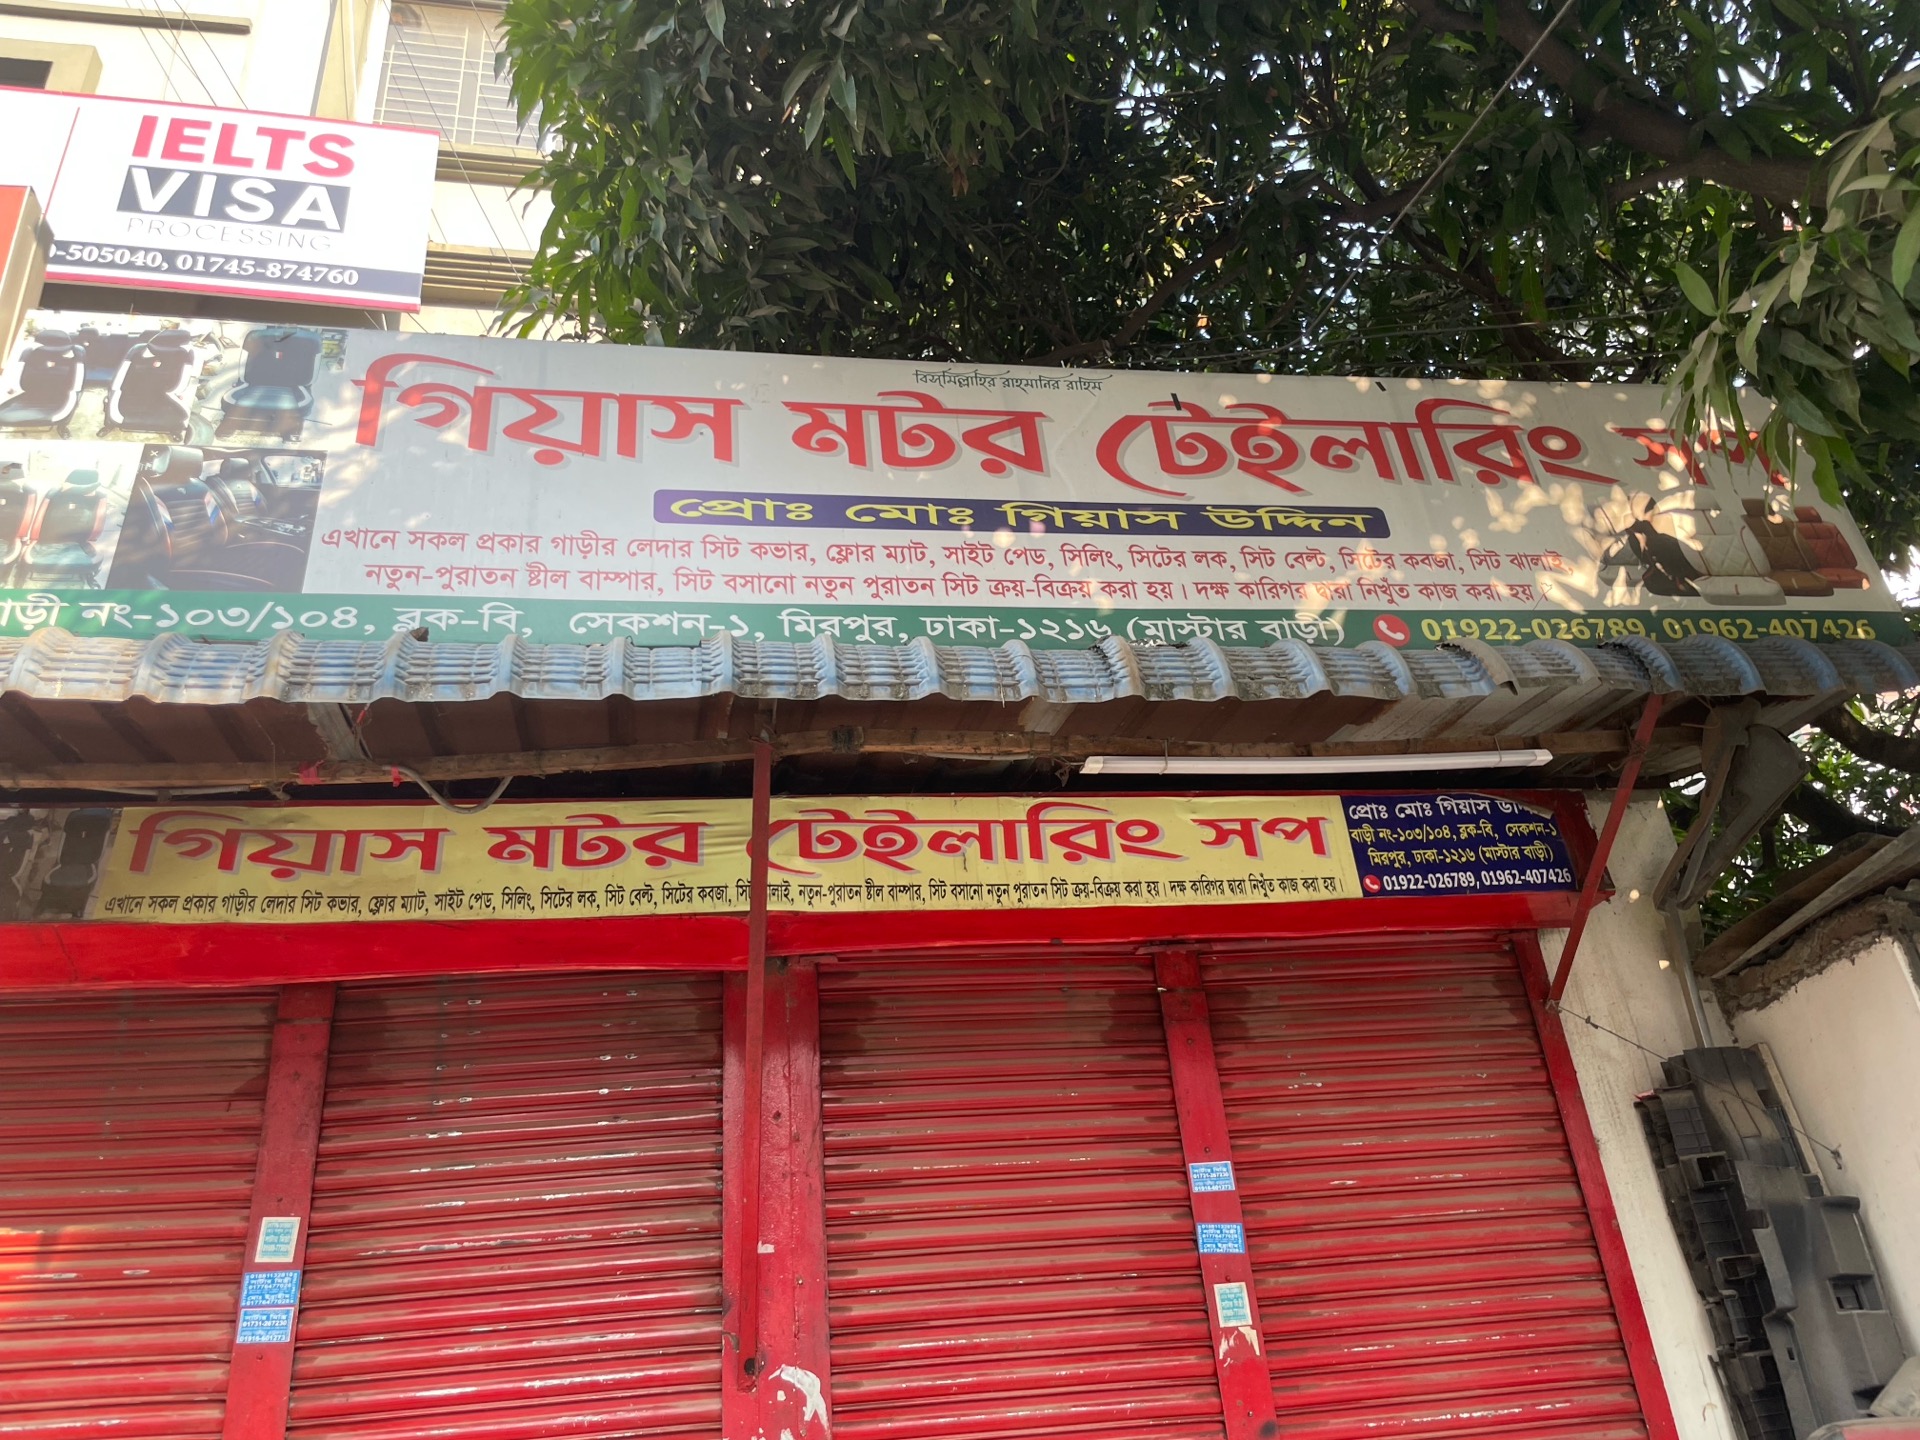 IELTS
VISA
PROCESSING
-505040, 01745-874760
বিসমিল্লাহির রাহমানির রাহিম
গিয়াস মটর টেইলারিং সপ
প্রোঃ মোঃ গিয়াস উদ্দিন
এখানে সকল প্রকার গাড়ীর লেদার সিট কভার, ফ্লোর ম্যাট, সাইট পেড, সিলিং, সিটের লক, সিট বেল্ট, সিটের কবজা, সিট ঝালাই,
নতুন-পুরাতন ষ্টীল বাম্পার, সিট বসানো নতুন পুরাতন সিট ক্রয়-বিক্রয় করা হয়। দক্ষ কারিগর দ্বারা নিখুঁত কাজ করা হয়।
াড়ী নং-১০৩/১০৪, ব্লক-বি, সেকশন-১, মিরপুর, ঢাকা-১২১৬ (মাস্টার বাড়ী) 01922-026789, 01962-407426
গিয়াস মটর টেইলারিং সপ
এখানে সকল প্রকার গাড়ীর লেদার সিট কভার, ফ্লোর ম্যাট, সাইট পেড, সিলিং, সিটের লক, সিট বেল্ট, সিটের কবজা, সিট ঝালাই, নতুন-পুরাতন ষ্টীল বাম্পার, সিট বসানো নতুন পুরাতন সিট ক্রয়-বিক্রয় করা হয়। দক্ষ কারিগর দ্বারা নিখুঁত কাজ করা হয়।
প্রোঃ মোঃ গিয়াস
বাড়ী নং-১০৩/১০৪, ব্লক-বি, সেকশন-১
মিরপুর, ঢাকা-১২১৬ (মাস্টার বাড়ী)
01922-026789, 01962-407426